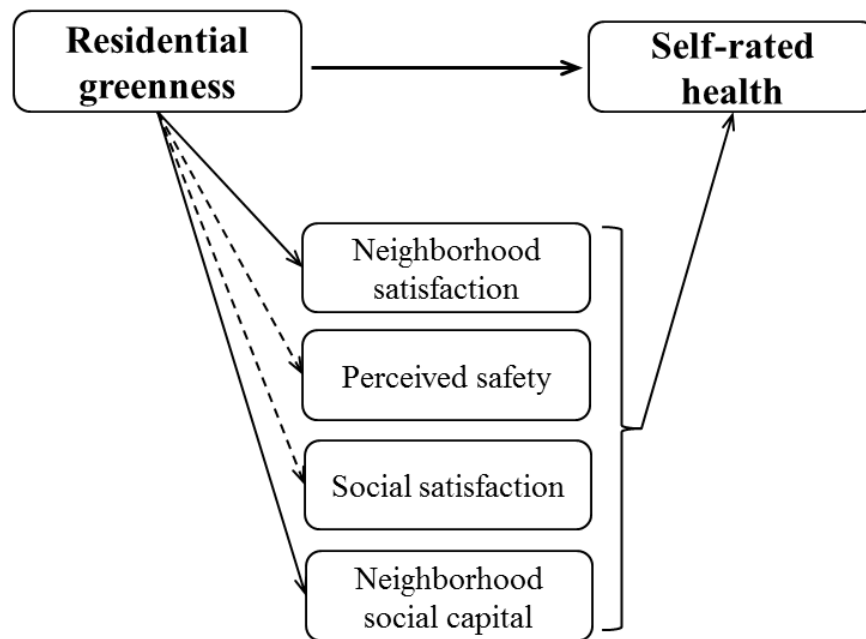 Residential
greenness
Self-rated
health
Neighborhood
satisfaction
Perceived safety
Social satisfaction
Neighborhood
social capital